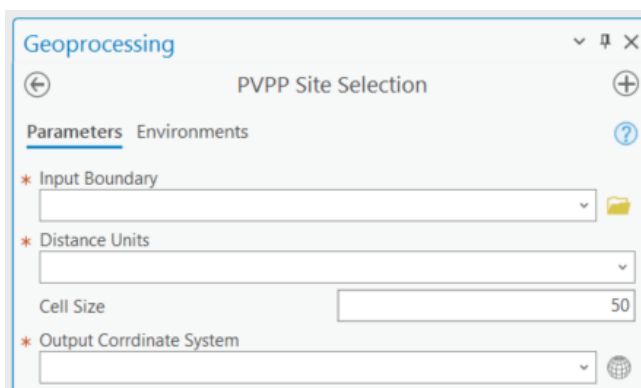 Geoprocessing
PVPP Site Selection
Parameters Environments
* Input Boundary
* Distance Units
Cell Size 50
* Output Corrdinate System